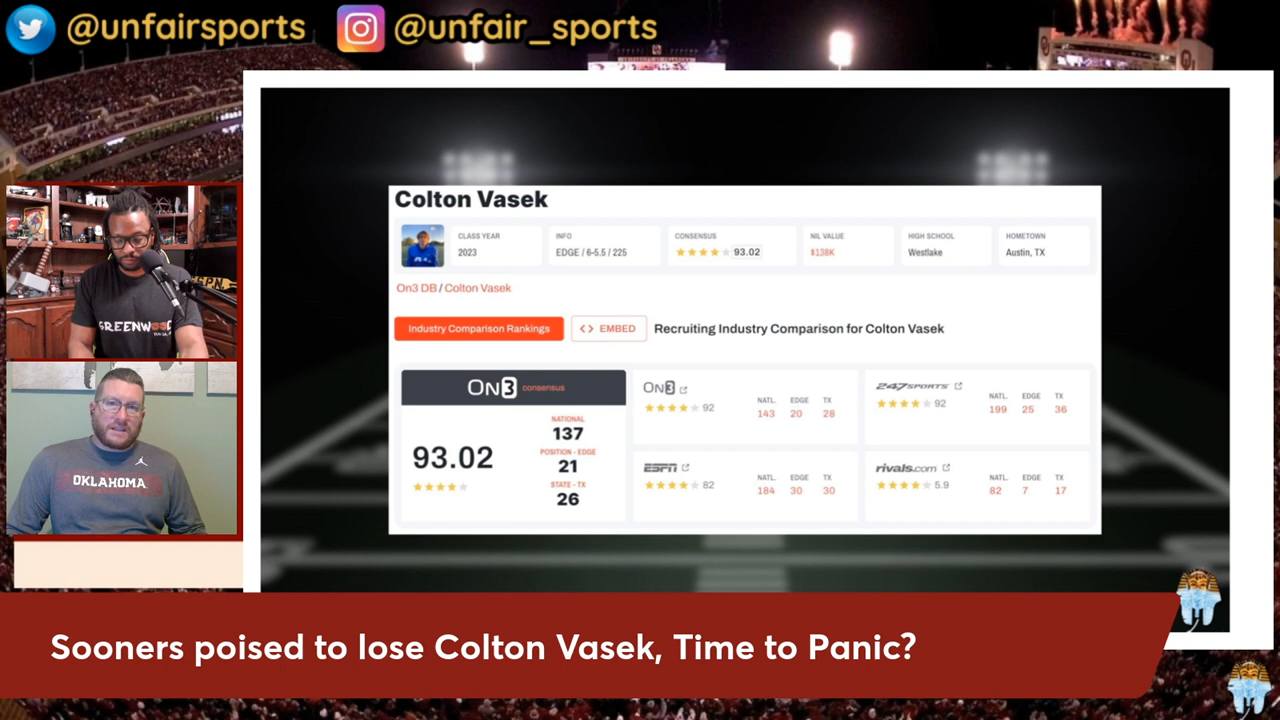 @unfairsports @unfair_sports
Colton Vasek
CLASS YEAR INFO CONSENSUS NIL VALUE HIGH SCHOOL HOMETOWN
2023 EDGE / 6-5.5 / 225 93.02 $138K Westlake Austin, TX
On3 DB / Colton Vasek
Industry Comparison Rankings <> EMBED Recruiting Industry Comparison for Colton Vasek
ON3 consensus
93.02
NATIONAL
137
POSITION - EDGE
21
STATE - TX
26
ON3
92
NATL. EDGE TX
143 20 28
247SPORTS
92
NATL. EDGE TX
199 25 36
ESPN
82
NATL. EDGE TX
184 30 30
rivals.com
5.9
NATL. EDGE TX
82 7 17
OKLAHOMA
Sooners poised to lose Colton Vasek, Time to Panic?